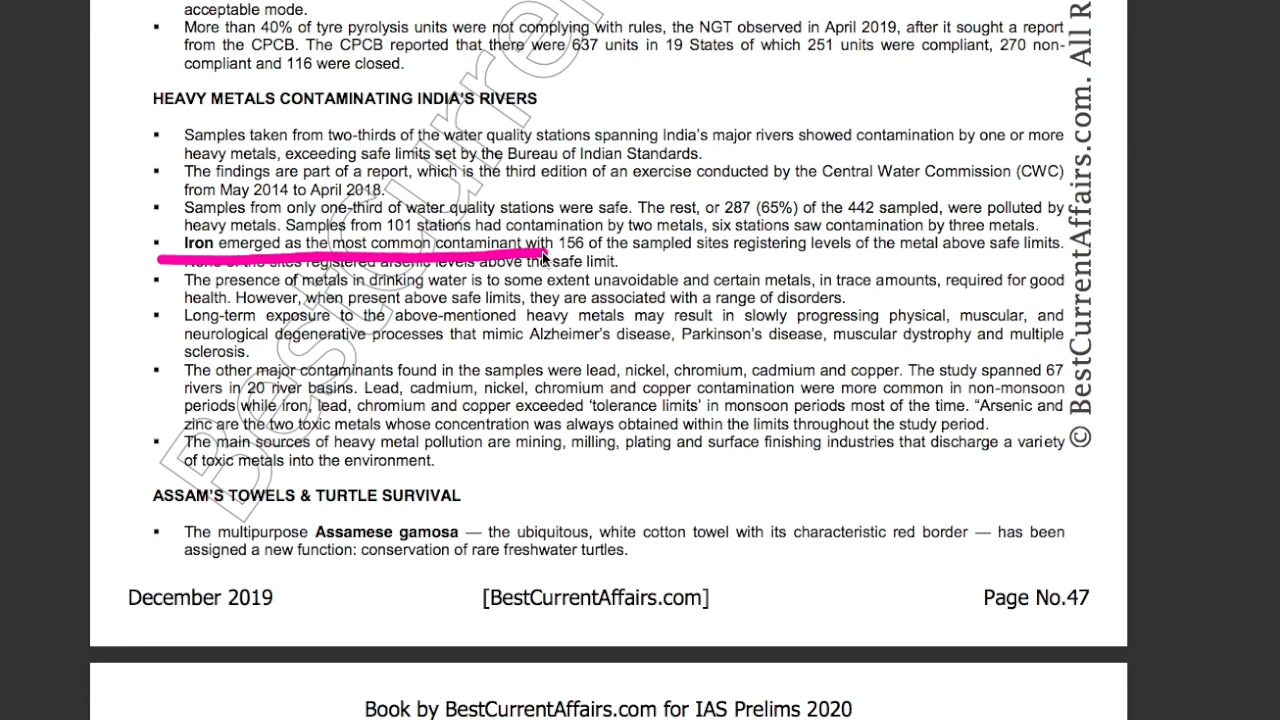 acceptable mode.
▪ More than 40% of tyre pyrolysis units were not complying with rules, the NGT observed in April 2019, after it sought a report
from the CPCB. The CPCB reported that there were 637 units in 19 States of which 251 units were compliant, 270 non-
compliant and 116 were closed.
HEAVY METALS CONTAMINATING INDIA'S RIVERS
▪ Samples taken from two-thirds of the water quality stations spanning India's major rivers showed contamination by one or more
heavy metals, exceeding safe limits set by the Bureau of Indian Standards.
▪ The findings are part of a report, which is the third edition of an exercise conducted by the Central Water Commission (CWC)
from May 2014 to April 2018.
▪ Samples from only one-third of water quality stations were safe. The rest, or 287 (65%) of the 442 sampled, were polluted by
heavy metals. Samples from 101 stations had contamination by two metals, six stations saw contamination by three metals.
▪ Iron emerged as the most common contaminant with 156 of the sampled sites registering levels of the metal above safe limits.
None of the sites registered arsenic levels above the safe limit.
▪ The presence of metals in drinking water is to some extent unavoidable and certain metals, in trace amounts, required for good
health. However, when present above safe limits, they are associated with a range of disorders.
▪ Long-term exposure to the above-mentioned heavy metals may result in slowly progressing physical, muscular, and
neurological degenerative processes that mimic Alzheimer's disease, Parkinson's disease, muscular dystrophy and multiple
sclerosis.
▪ The other major contaminants found in the samples were lead, nickel, chromium, cadmium and copper. The study spanned 67
rivers in 20 river basins. Lead, cadmium, nickel, chromium and copper contamination were more common in non-monsoon
periods while iron, lead, chromium and copper exceeded 'tolerance limits' in monsoon periods most of the time. "Arsenic and
zinc are the two toxic metals whose concentration was always obtained within the limits throughout the study period.
▪ The main sources of heavy metal pollution are mining, milling, plating and surface finishing industries that discharge a variety
of toxic metals into the environment.
ASSAM'S TOWELS & TURTLE SURVIVAL
▪ The multipurpose Assamese gamosa — the ubiquitous, white cotton towel with its characteristic red border — has been
assigned a new function: conservation of rare freshwater turtles.
December 2019 [BestCurrentAffairs.com] Page No.47
Book by BestCurrentAffairs.com for IAS Prelims 2020
© BestCurrentAffairs.com. All R
BestCurre